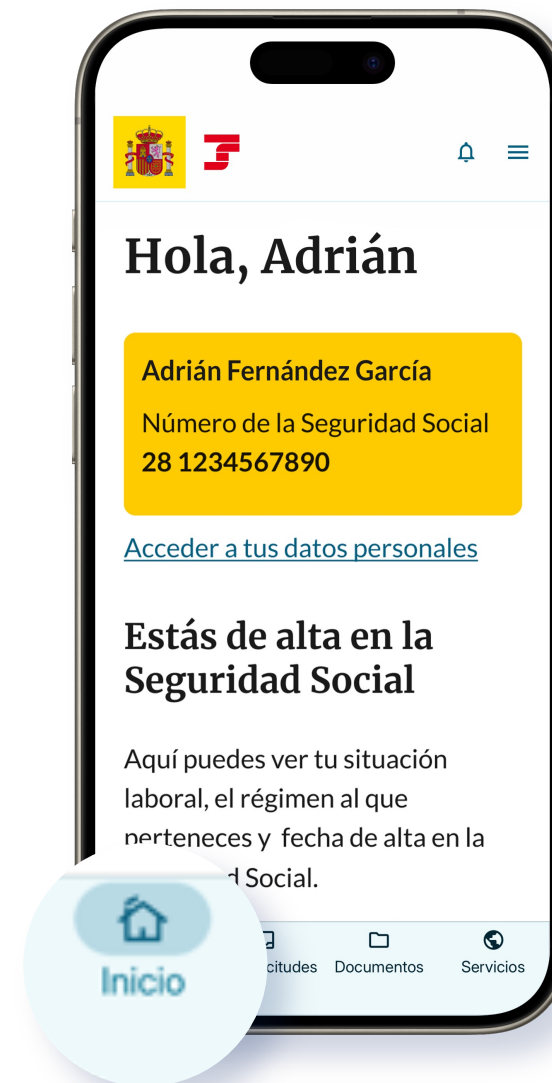 Hola, Adrián
Adrián Fernández García
Número de la Seguridad Social
28 1234567890
Acceder a tus datos personales
Estás de alta en la
Seguridad Social
Aquí puedes ver tu situación
laboral, el régimen al que
perteneces y fecha de alta en la
d Social.
Inicio
citudes Documentos Servicios